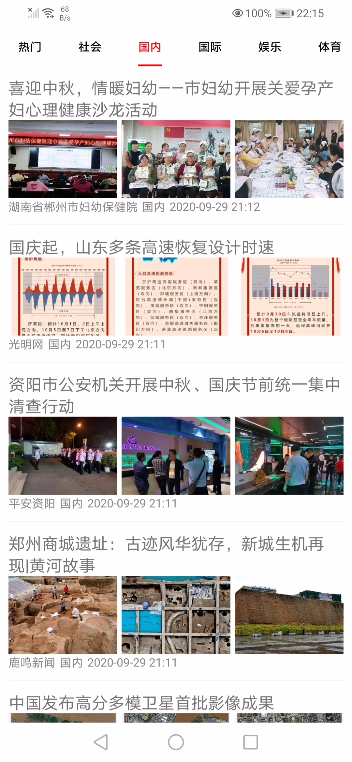 68
B/s
100%
22:15
热门 社会 国内 国际 娱乐 体育
喜迎中秋，情暖妇幼——市妇幼开展关爱孕产
妇心理健康沙龙活动
湖南省郴州市妇幼保健院 国内 2020-09-29 21:12
国庆起，山东多条高速恢复设计时速
光明网 国内 2020-09-29 21:11
资阳市公安机关开展中秋、国庆节前统一集中
清查行动
平安资阳 国内 2020-09-29 21:11
郑州商城遗址：古迹风华犹存，新城生机再
现|黄河故事
鹿鸣新闻 国内 2020-09-29 21:11
中国发布高分多模卫星首批影像成果